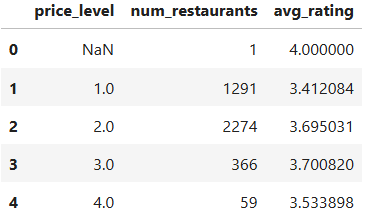 price_level num_restaurants avg_rating
0 NaN 1 4.000000
1 1.0 1291 3.412084
2 2.0 2274 3.695031
3 3.0 366 3.700820
4 4.0 59 3.533898